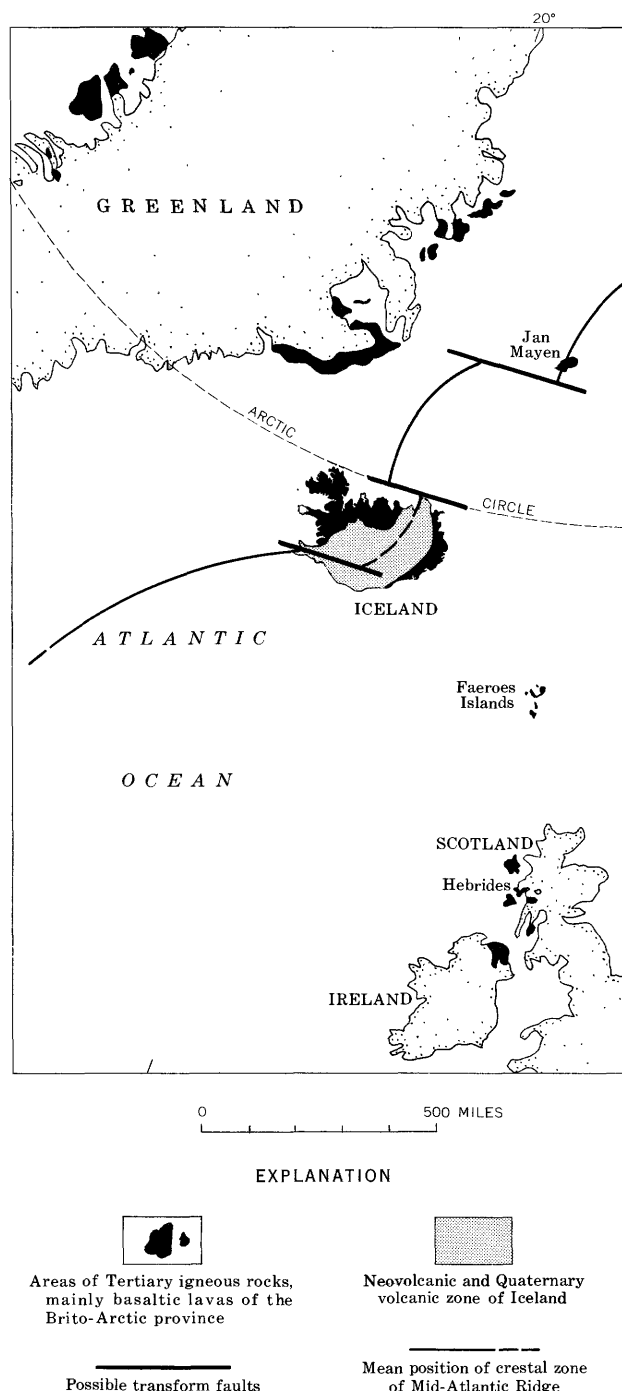 20°
GREENLAND
Jan
Mayen
ARCTIC
CIRCLE
ICELAND
ATLANTIC
Faeroes
Islands
OCEAN
SCOTLAND
Hebrides
IRELAND
0 500 MILES
EXPLANATION
Areas of Tertiary igneous rocks,
mainly basaltic lavas of the
Brito-Arctic province
Neovolcanic and Quaternary
volcanic zone of Iceland
Possible transform faults
Mean position of crestal zone
of Mid-Atlantic Ridge